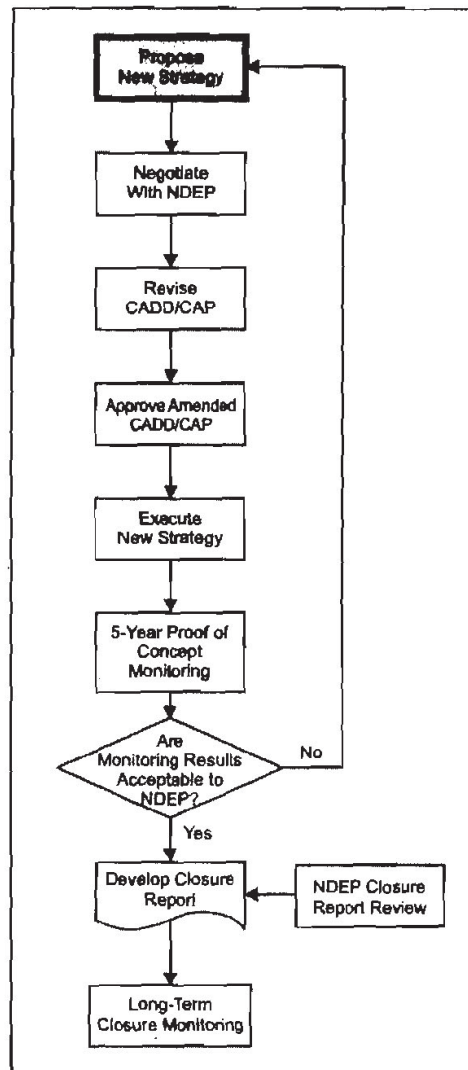 Propose
New Strategy
Negotiate
With NDEP
Revise
CADD/CAP
Approve Amended
CADD/CAP
Execute
New Strategy
5-Year Proof of
Concept
Monitoring
Are
Monitoring Results
Acceptable to
NDEP?
No
Yes
Develop Closure
Report
NDEP Closure
Report Review
Long-Term
Closure Monitoring